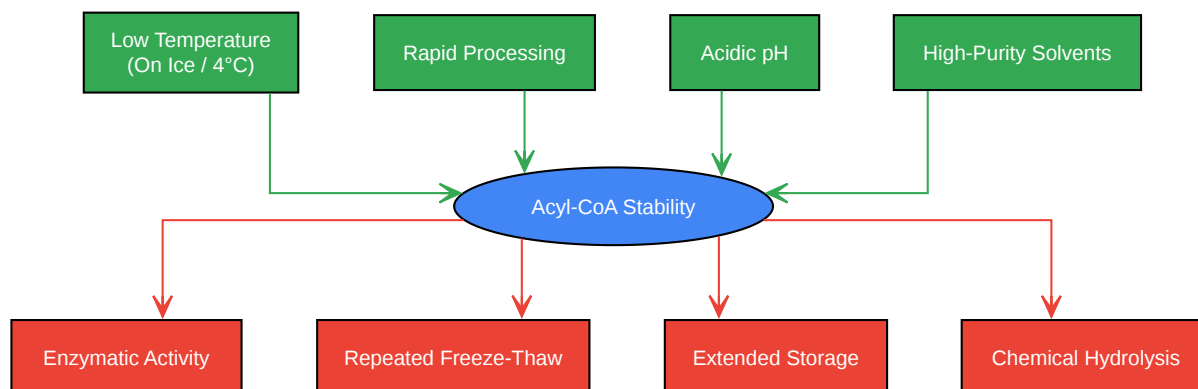 Low Temperature
(On Ice / 4°C)
Rapid Processing
Acidic pH
High-Purity Solvents
Acyl-CoA Stability
Enzymatic Activity
Repeated Freeze-Thaw
Extended Storage
Chemical Hydrolysis